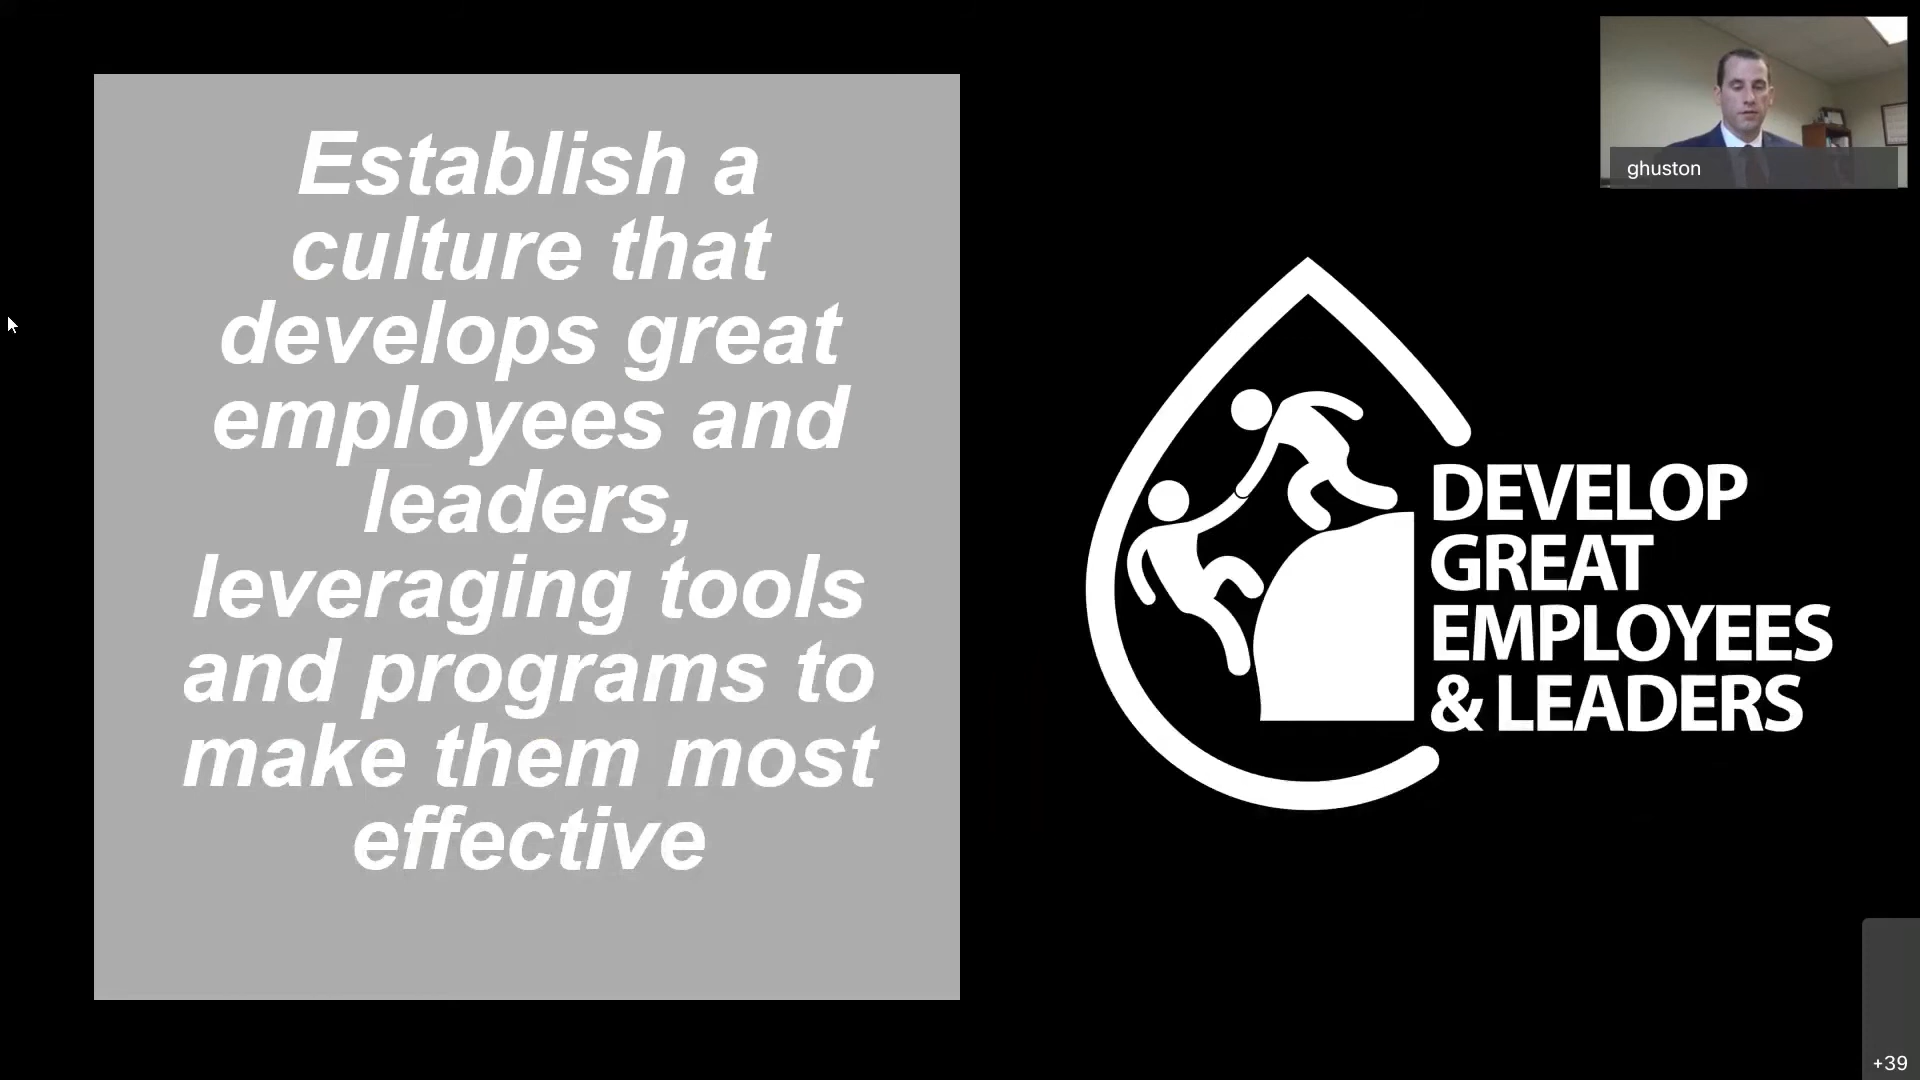 Establish a
culture that
develops great
employees and
leaders,
leveraging tools
and programs to
make them most
effective
ghuston
DEVELOP
GREAT
EMPLOYEES
& LEADERS
+39